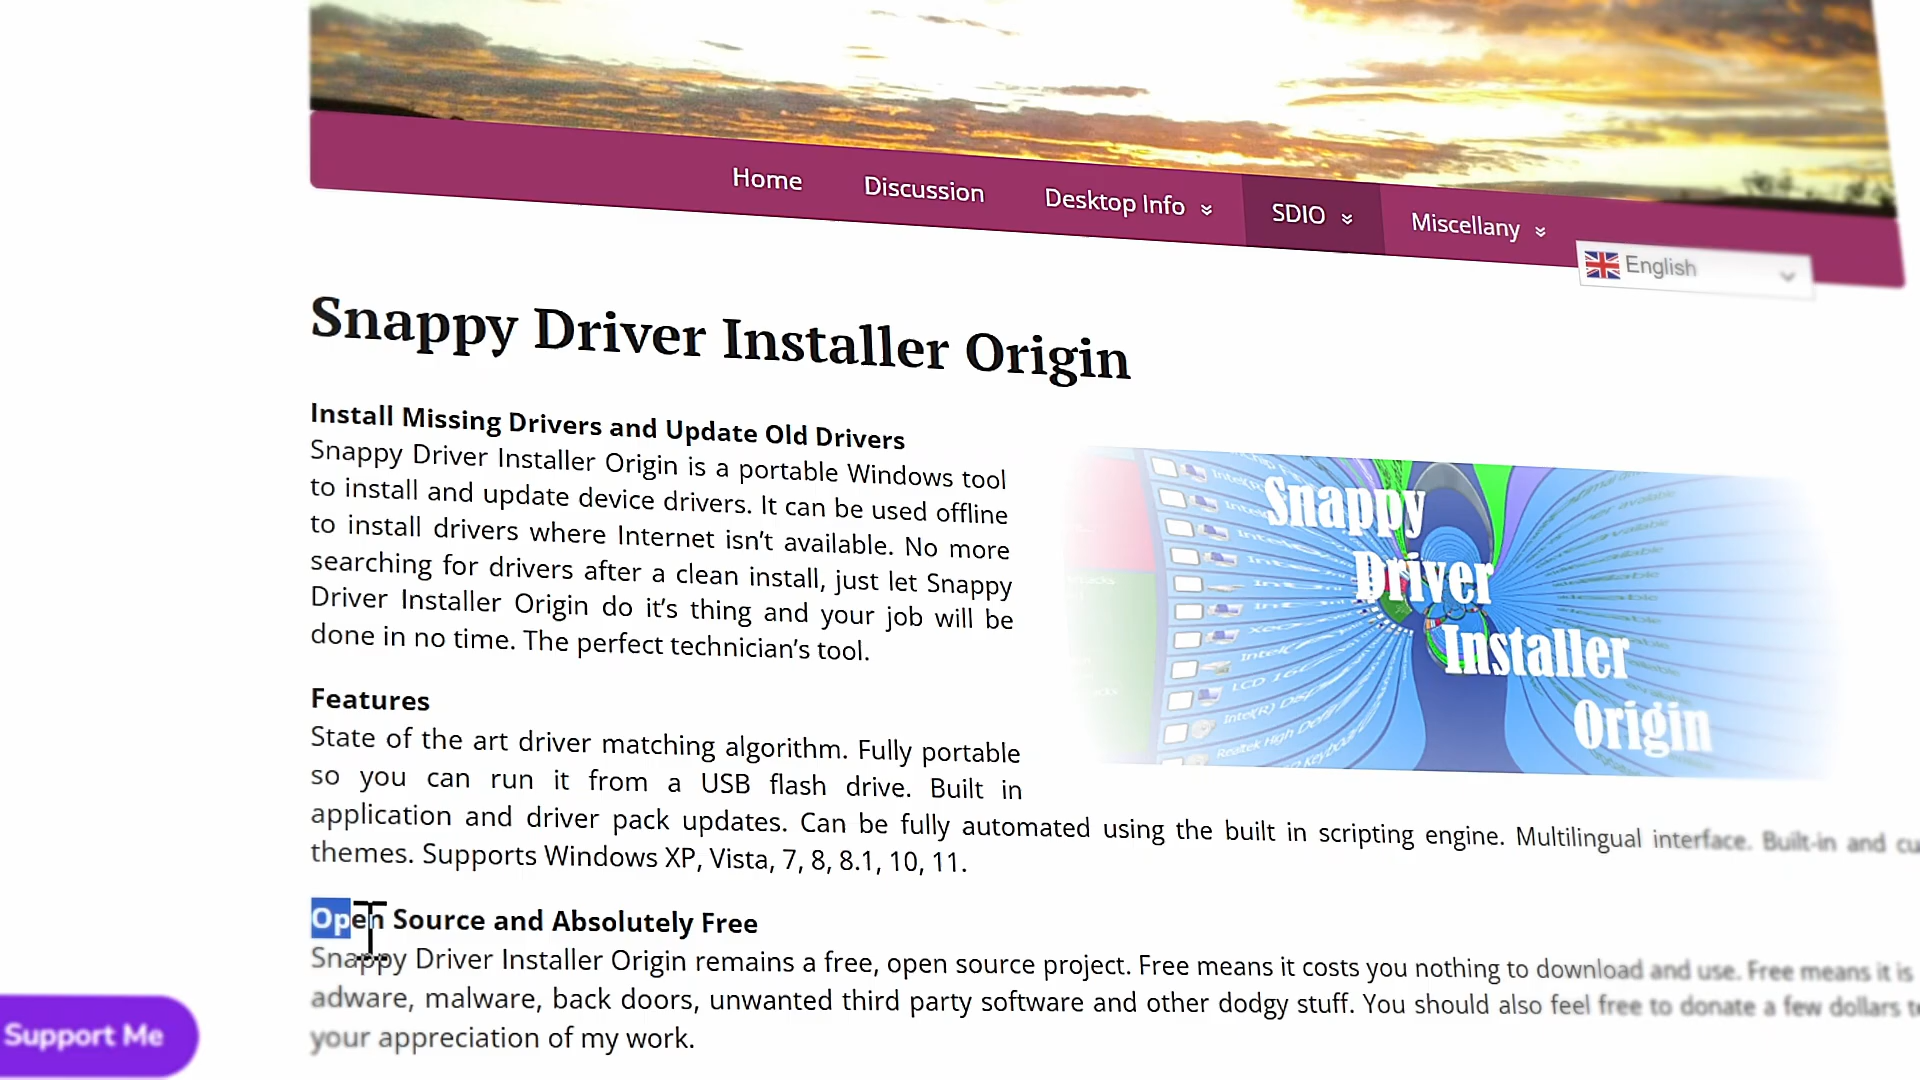 Home Discussion Desktop Info SDIO Miscellany
English
Snappy Driver Installer Origin
Install Missing Drivers and Update Old Drivers
Snappy Driver Installer Origin is a portable Windows tool
to install and update device drivers. It can be used offline
to install drivers where Internet isn't available. No more
searching for drivers after a clean install, just let Snappy
Driver Installer Origin do it's thing and your job will be
done in no time. The perfect technician's tool.
Snappy
Driver
Installer
Origin
Features
State of the art driver matching algorithm. Fully portable
so you can run it from a USB flash drive. Built in
application and driver pack updates. Can be fully automated using the built in scripting engine. Multilingual interface. Built-in and
themes. Supports Windows XP, Vista, 7, 8, 8.1, 10, 11.
Open Source and Absolutely Free
Snappy Driver Installer Origin remains a free, open source project. Free means it costs you nothing to download and use. Free means it is
adware, malware, back doors, unwanted third party software and other dodgy stuff. You should also feel free to donate a few dollars
your appreciation of my work.
Support Me